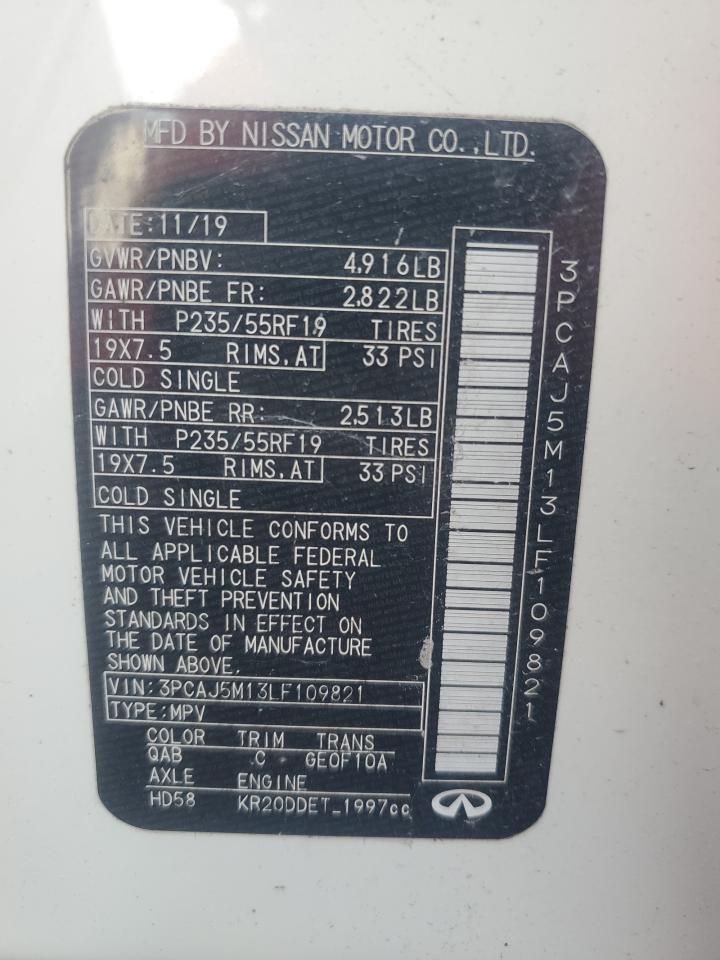 MFD BY NISSAN MOTOR CO.,LTD.
DATE:11/19
GVWR/PNBV: 4,916LB
GAWR/PNBE FR: 2,822LB
WITH P235/55RF19 TIRES
19X7.5 RIMS,AT 33 PSI
COLD SINGLE
GAWR/PNBE RR: 2,513LB
WITH P235/55RF19 TIRES
19X7.5 RIMS,AT 33 PSI
COLD SINGLE
THIS VEHICLE CONFORMS TO
ALL APPLICABLE FEDERAL
MOTOR VEHICLE SAFETY
AND THEFT PREVENTION
STANDARDS IN EFFECT ON
THE DATE OF MANUFACTURE
SHOWN ABOVE.
VIN:3PCAJ5M13LF109821
TYPE:MPV
COLOR TRIM TRANS
QAB C GE0F10A
AXLE ENGINE
HD58 KR20DDET_1997cc
3PCAJ5M13LF109821